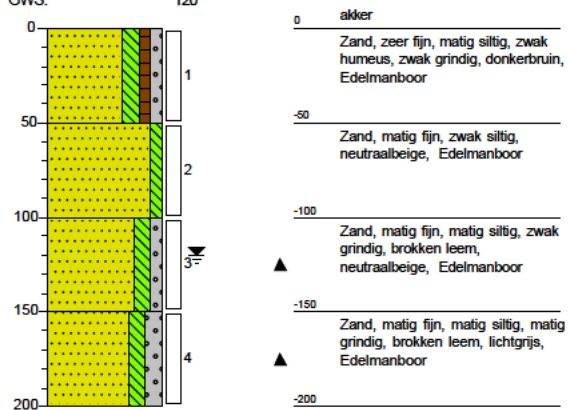 GWS: 120
0
50
100
150
200
1
2
3
4
0 akker
Zand, zeer fijn, matig siltig, zwak
humeus, zwak grindig, donkerbruin,
Edelmanboor
-50
Zand, matig fijn, zwak siltig,
neutraalbeige, Edelmanboor
-100
Zand, matig fijn, matig siltig, zwak
grindig, brokken leem,
neutraalbeige, Edelmanboor
-150
Zand, matig fijn, matig siltig, matig
grindig, brokken leem, lichtgrijs,
Edelmanboor
-200